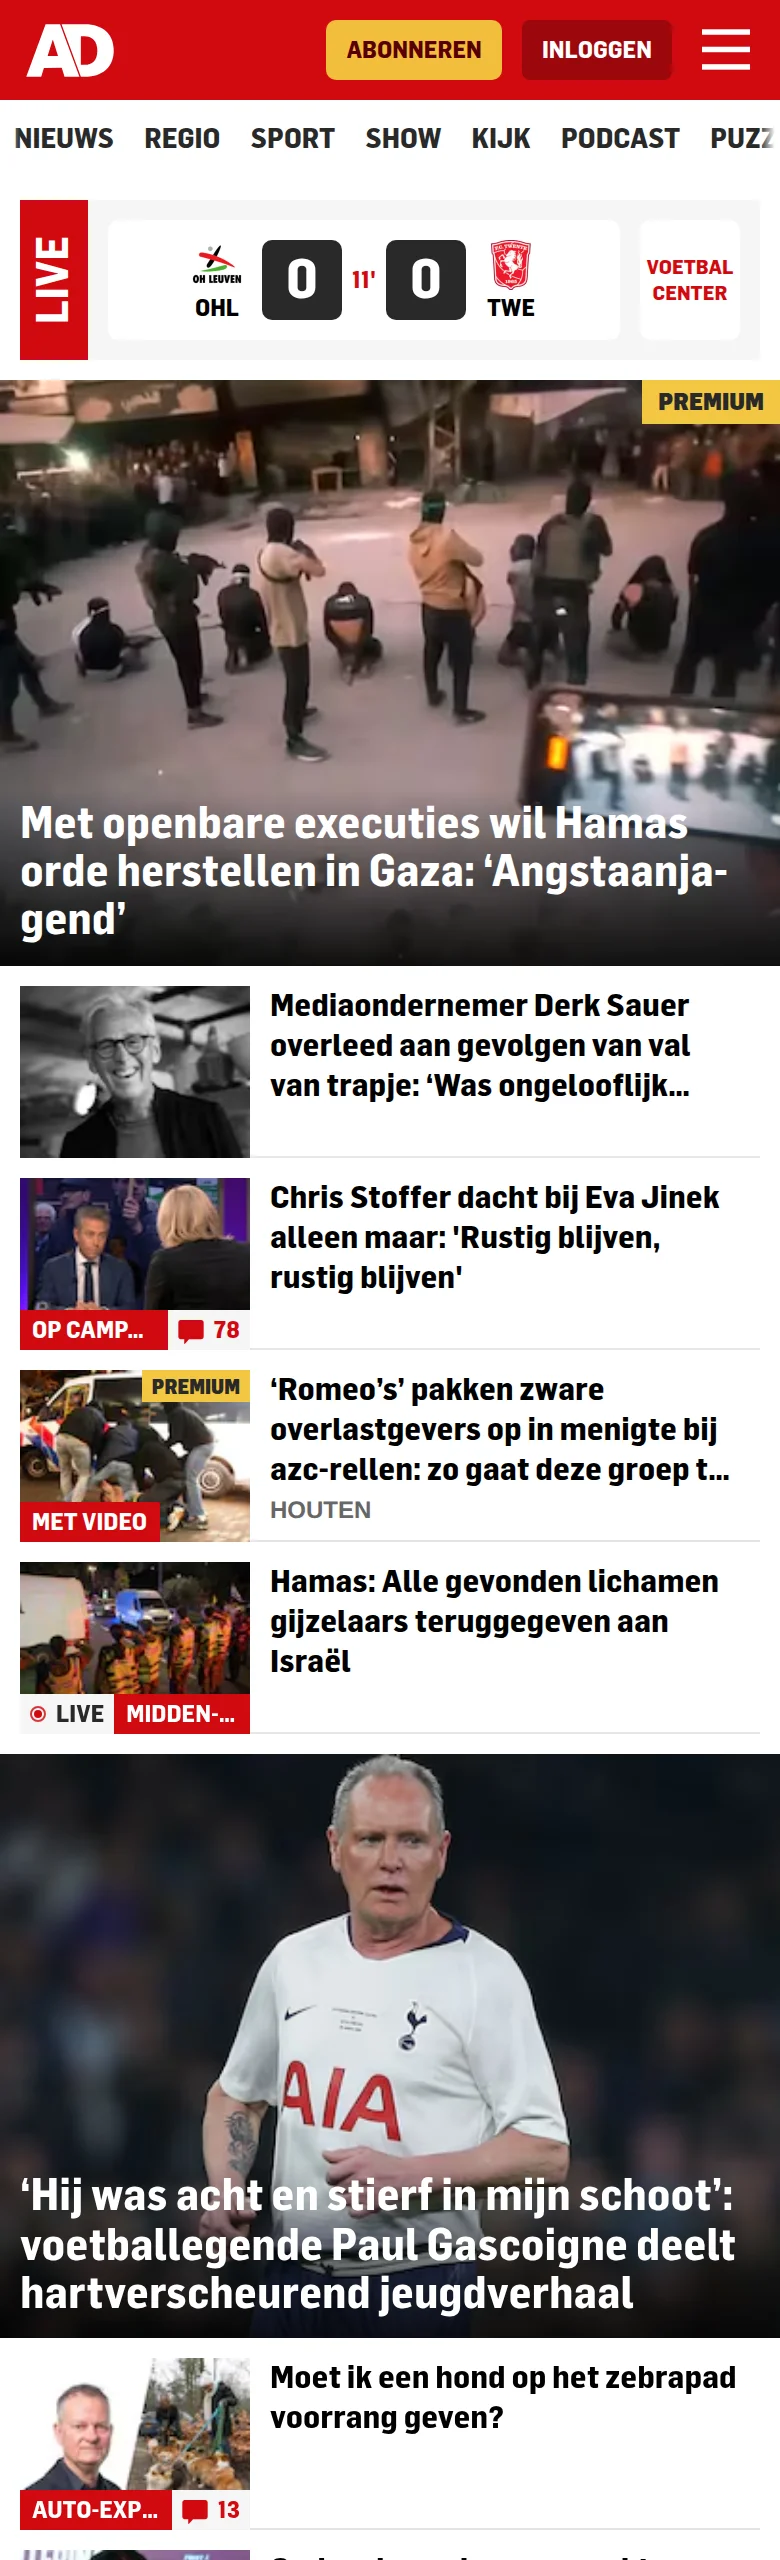 AD
ABONNEREN
INLOGGEN
NIEUWS REGIO SPORT SHOW KIJK PODCAST PUZZ
LIVE
OH LEUVEN
OHL
0
11'
0
F.C. TWENTE
1965
TWE
VOETBAL
CENTER
PREMIUM
Met openbare executies wil Hamas
orde herstellen in Gaza: ‘Angstaanja-
gend’
Mediaondernemer Derk Sauer
overleed aan gevolgen van val
van trapje: ‘Was ongelooflijk...
Chris Stoffer dacht bij Eva Jinek
alleen maar: 'Rustig blijven,
rustig blijven'
OP CAMP...
78
PREMIUM
MET VIDEO
‘Romeo’s’ pakken zware
overlastgevers op in menigte bij
azc-rellen: zo gaat deze groep t...
HOUTEN
Hamas: Alle gevonden lichamen
gijzelaars teruggegeven aan
Israël
LIVE
MIDDEN-...
AIA
‘Hij was acht en stierf in mijn schoot’:
voetballegende Paul Gascoigne deelt
hartverscheurend jeugdverhaal
Moet ik een hond op het zebrapad
voorrang geven?
AUTO-EXP...
13